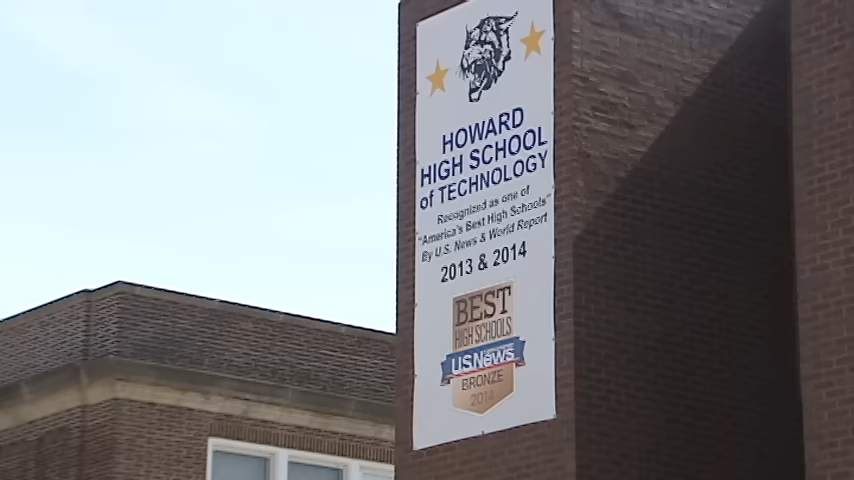 HOWARD
HIGH SCHOOL
of TECHNOLOGY
Recognized as one of
"America's Best High Schools"
By U.S. News & World Report
2013 & 2014
BEST
HIGH SCHOOLS
U.S.News
BRONZE
2014